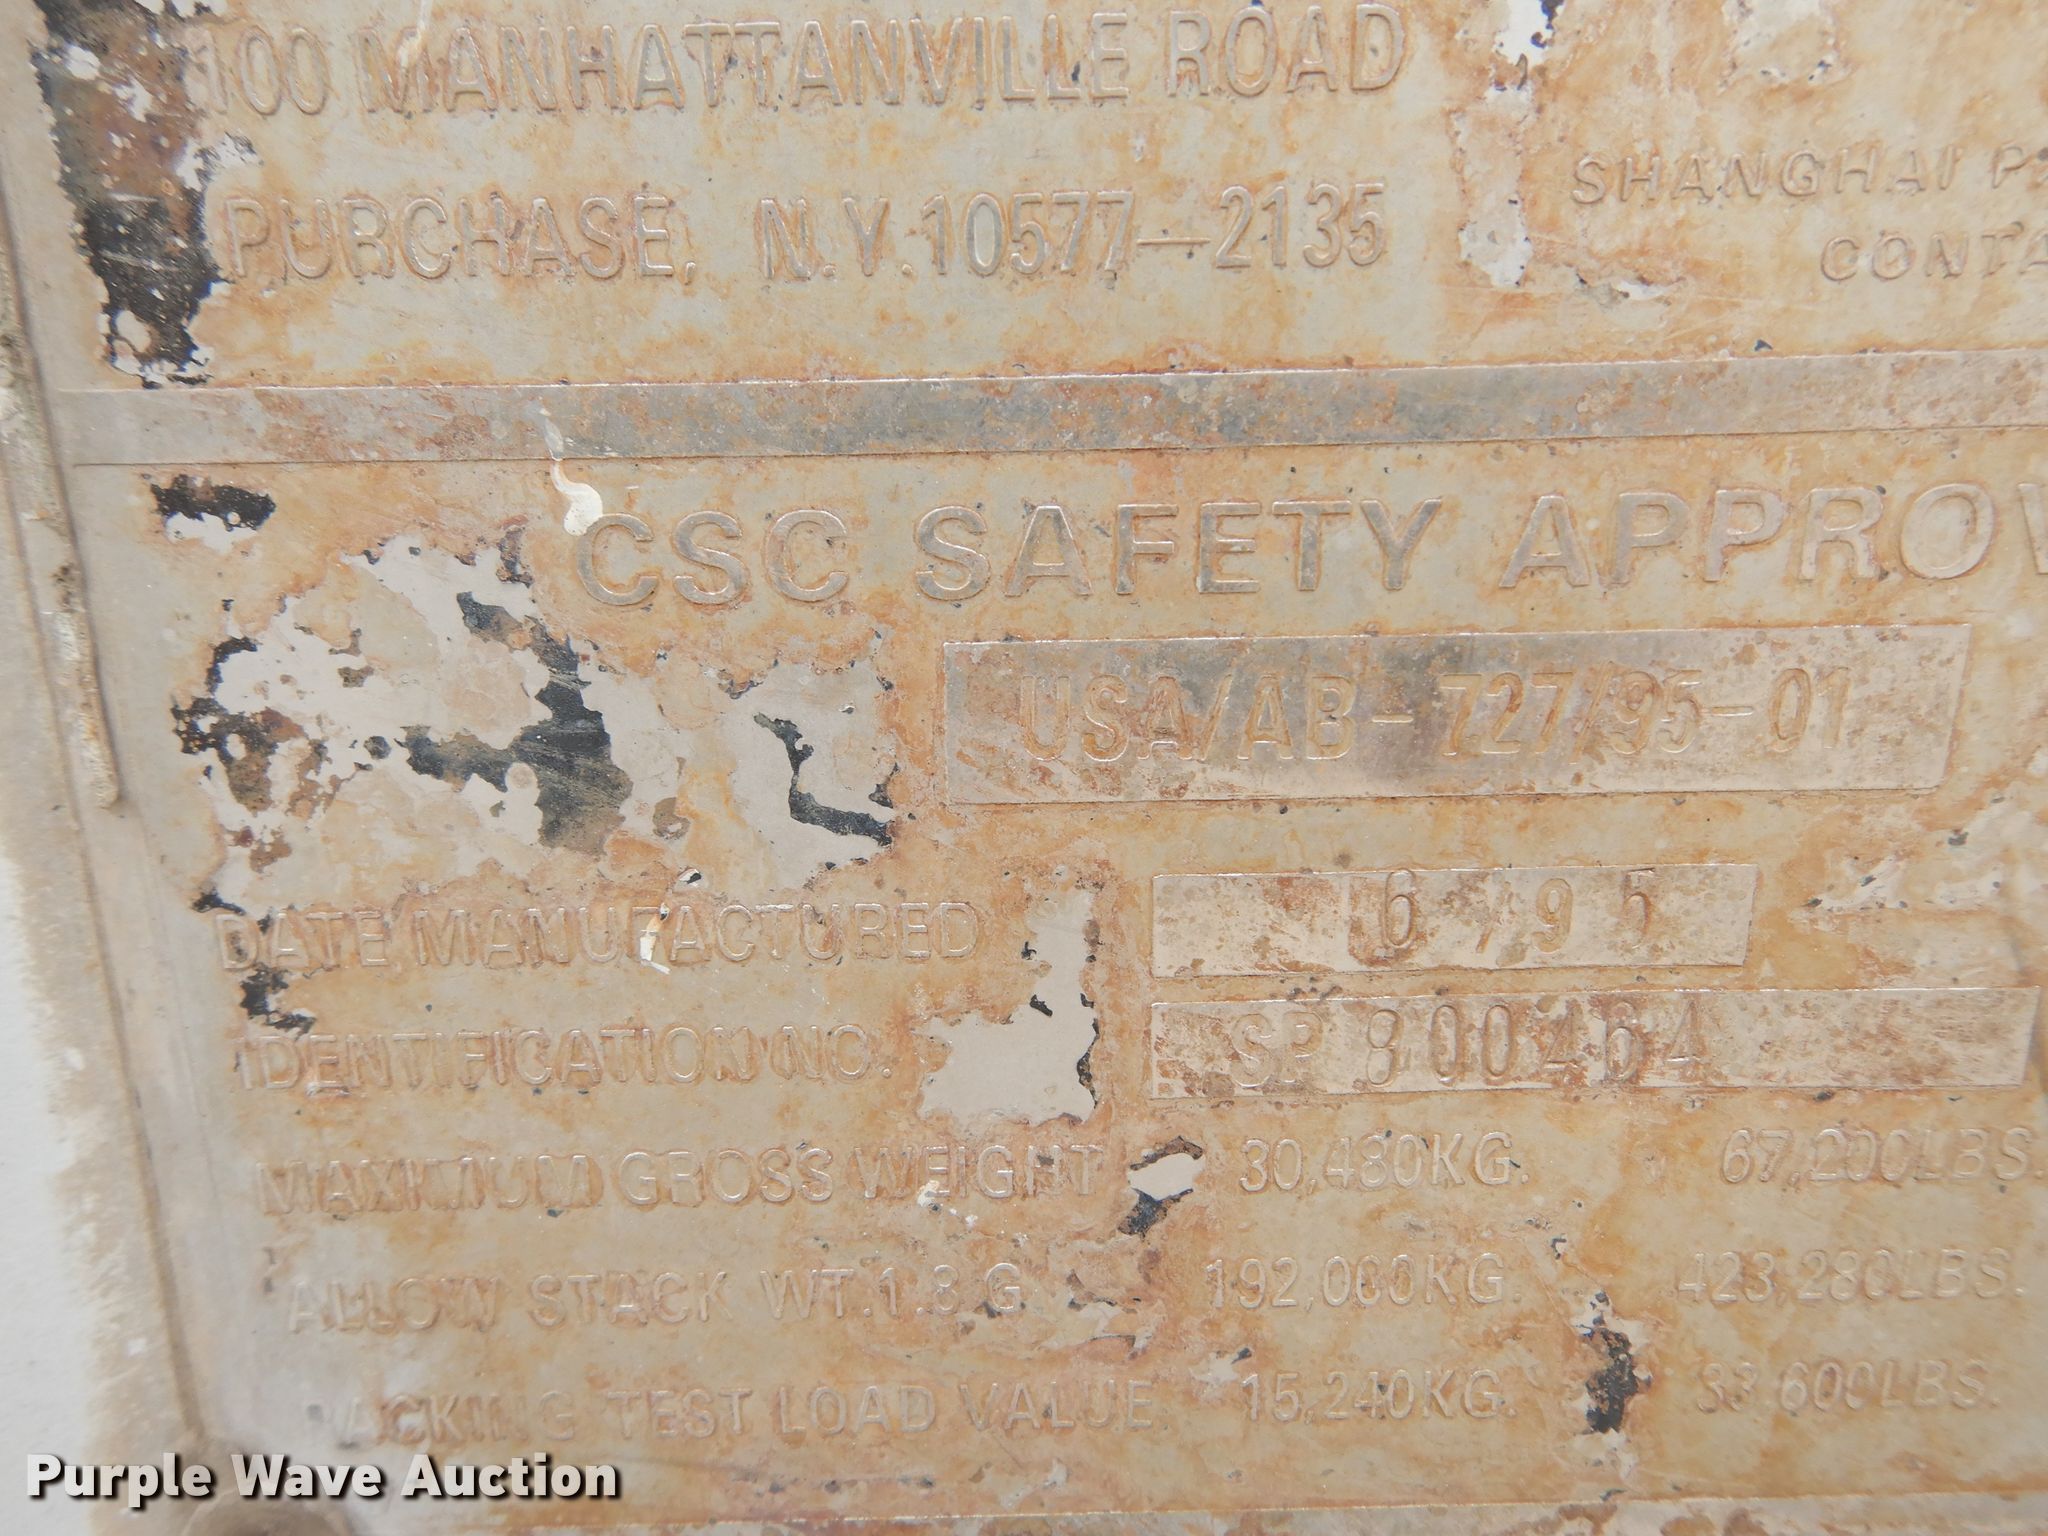 100 MANHATTANVILLE ROAD
PURCHASE, N.Y. 10577-2135
SHANGHAI
CONTA
CSC SAFETY APPROV
USA/AB-727/95-01
DATE MANUFACTURED 6/95
IDENTIFICATION NO. SP 800464
MAXIMUM GROSS WEIGHT 30,480KG. 67,200LBS.
ALLOW STACK WT.1.8 G 192,000KG. 423,280LBS.
RACKING TEST LOAD VALUE 15,240KG. 33,600LBS.
Purple Wave Auction